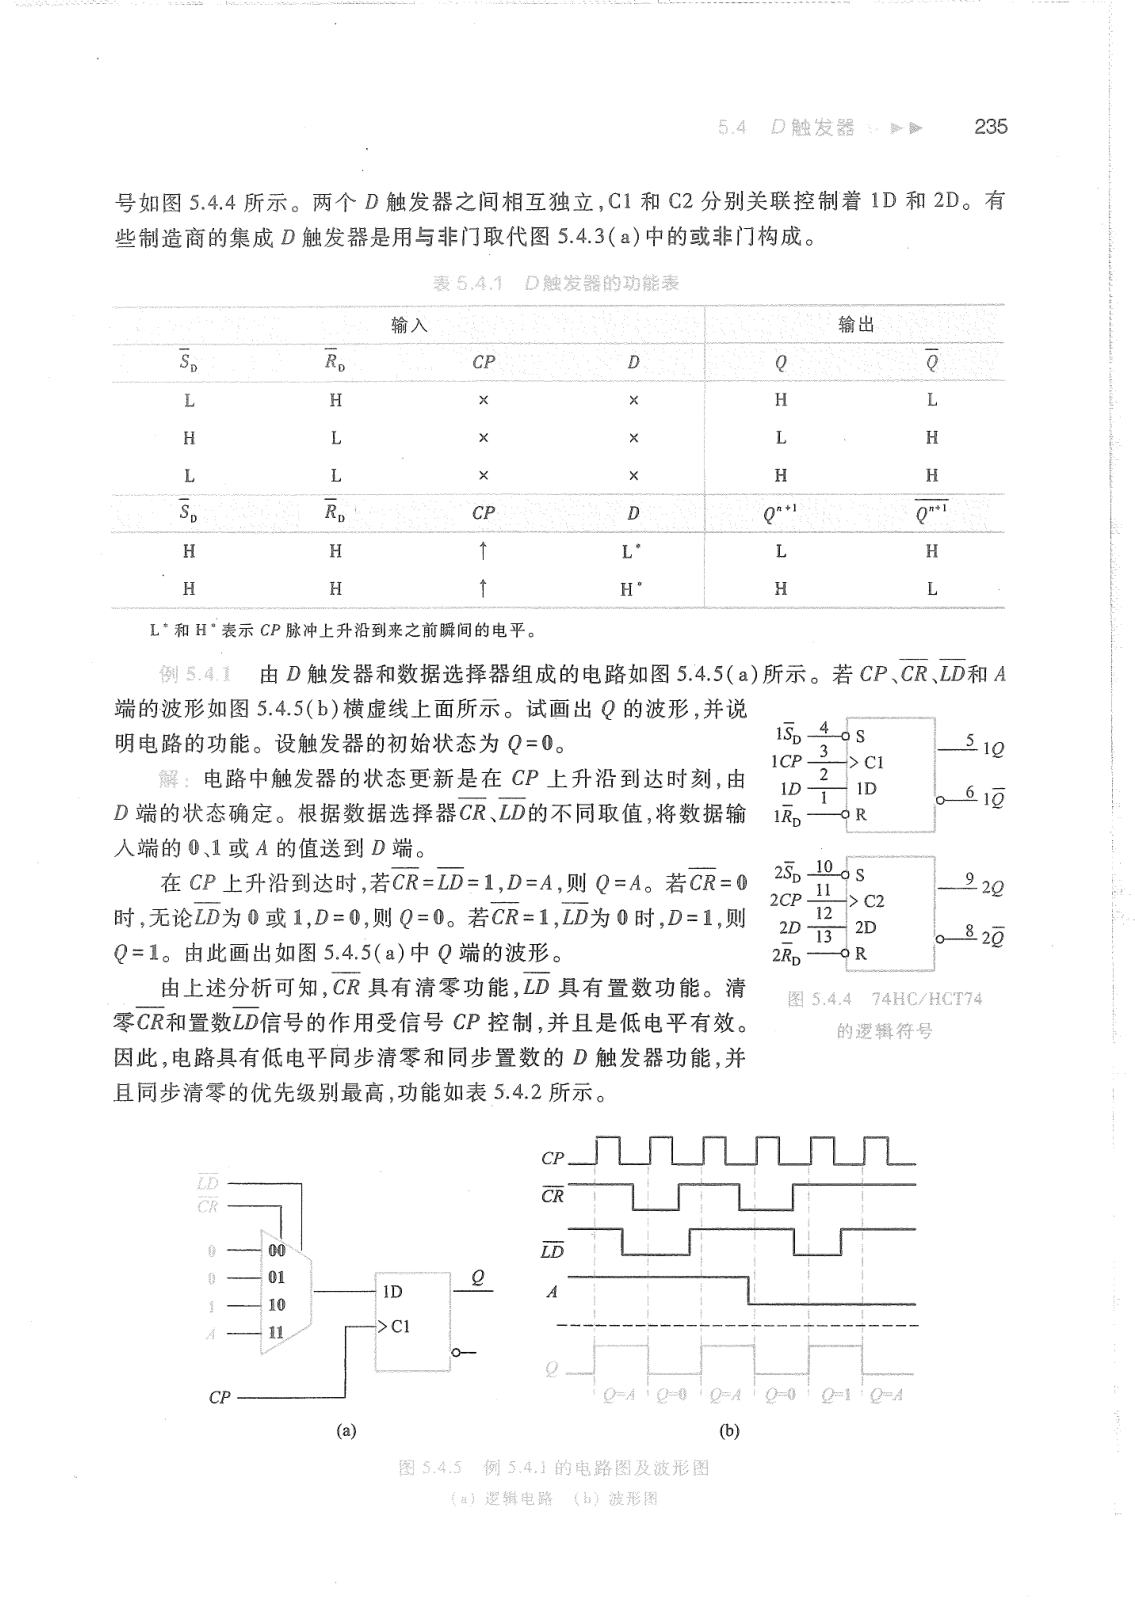 5.4 D触发器 235
号如图 5.4.4 所示。两个 D 触发器之间相互独立,C1 和 C2 分别关联控制着 1D 和 2D。有
些制造商的集成 D 触发器是用与非门取代图 5.4.3(a)中的或非门构成。
表 5.4.1 D触发器的功能表
输入 输出
S̅D R̅D CP D Q Q̅
L H × × H L
H L × × L H
L L × × H H
S̅D R̅D CP D Qⁿ⁺¹ \overline{Qⁿ⁺¹}
H H ↑ L* L H
H H ↑ H* H L
L*和 H*表示 CP 脉冲上升沿到来之前瞬间的电平。
例 5.4.1 由 D 触发器和数据选择器组成的电路如图 5.4.5(a)所示。若 CP、C̅R̅、L̅D̅和 A
端的波形如图 5.4.5(b)横虚线上面所示。试画出 Q 的波形,并说
明电路的功能。设触发器的初始状态为 Q=0。
解: 电路中触发器的状态更新是在 CP 上升沿到达时刻,由
D 端的状态确定。根据数据选择器C̅R̅、L̅D̅的不同取值,将数据输
入端的 0、1 或 A 的值送到 D 端。
在 CP 上升沿到达时,若C̅R̅=L̅D̅=1,D=A,则 Q=A。若C̅R̅=0
时,无论L̅D̅为 0 或 1,D=0,则 Q=0。若C̅R̅=1,L̅D̅为 0 时,D=1,则
Q=1。由此画出如图 5.4.5(a)中 Q 端的波形。
由上述分析可知,C̅R̅ 具有清零功能,L̅D̅ 具有置数功能。清
零C̅R̅和置数L̅D̅信号的作用受信号 CP 控制,并且是低电平有效。
因此,电路具有低电平同步清零和同步置数的 D 触发器功能,并
且同步清零的优先级别最高,功能如表 5.4.2 所示。
1S̅D 4 S
1CP 3 C1
1D 2 1D
1R̅D 1 R
5 1Q
6 1Q̅
2S̅D 10 S
2CP 11 C2
2D 12 2D
2R̅D 13 R
9 2Q
8 2Q̅
图 5.4.4 74HC/HCT74
的逻辑符号
L̅D̅
C̅R̅
0 00
0 01
1 10
A 11
1D
C1
Q
CP
(a)
CP
C̅R̅
L̅D̅
A
Q
Q=A Q=0 Q=A Q=0 Q=1 Q=A
(b)
图 5.4.5 例 5.4.1 的电路图及波形图
(a) 逻辑电路 (b) 波形图